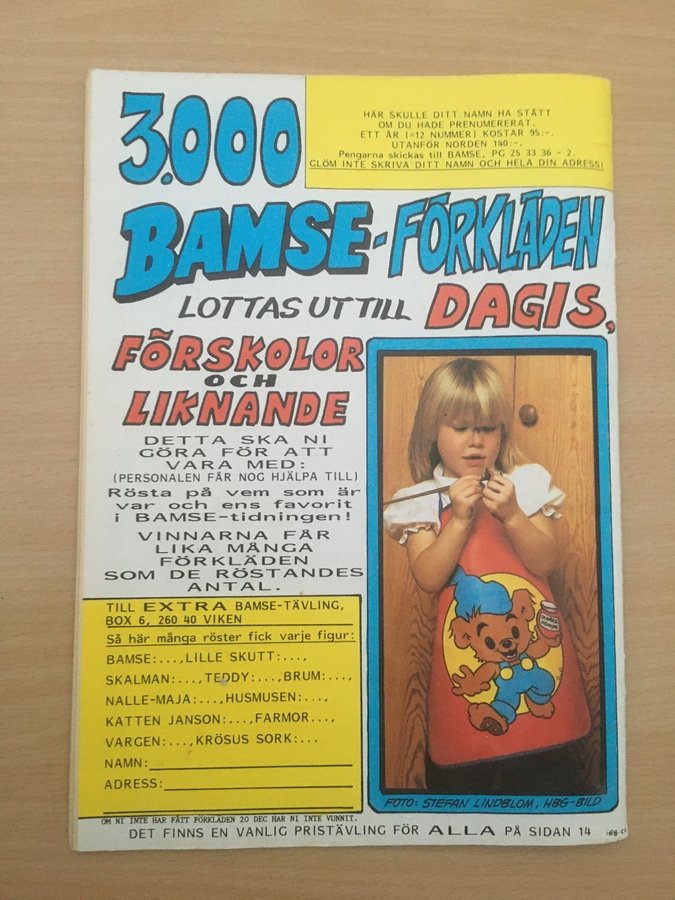 3.000
HÄR SKULLE DITT NAMN HA STÅTT
OM DU HADE PRENUMERERAT.
ETT ÅR (=12 NUMMER) KOSTAR 95:-.
UTANFÖR NORDEN 140:-.
Pengarna skickas till BAMSE, PG 25 33 36 - 2.
GLÖM INTE SKRIVA DITT NAMN OCH HELA DIN ADRESS!
BAMSE-FÖRKLÄDEN
LOTTAS UT TILL DAGIS,
FÖRSKOLOR
OCH
LIKNANDE
DETTA SKA NI
GÖRA FÖR ATT
VARA MED:
(PERSONALEN FÅR NOG HJÄLPA TILL)
Rösta på vem som är
var och ens favorit
i BAMSE-tidningen!
VINNARNA FÅR
LIKA MÅNGA
FÖRKLÄDEN
SOM DE RÖSTANDES
ANTAL.
TILL EXTRA BAMSE-TÄVLING,
BOX 6, 260 40 VIKEN
Så här många röster fick varje figur:
BAMSE:...,LILLE SKUTT:...,
SKALMAN:...,TEDDY:...,BRUM:...,
NALLE-MAJA:...,HUSMUSEN:...,
KATTEN JANSON:...,FARMOR...,
VARGEN:...,KRÖSUS SORK:...
NAMN:
ADRESS:
FOTO: STEFAN LINDBLOM, HBG-BILD
OM NI INTE HAR FÅTT FÖRKLÄDEN 20 DEC HAR NI INTE VUNNIT.
DET FINNS EN VANLIG PRISTÄVLING FÖR ALLA PÅ SIDAN 14